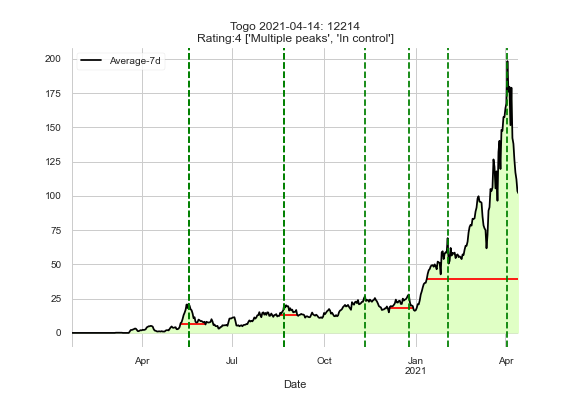 Togo 2021-04-14: 12214
Rating:4 ['Multiple peaks', 'In control']
Average-7d
200
175
150
125
100
75
50
25
0
Apr
Jul
Oct
Jan
2021
Apr
Date